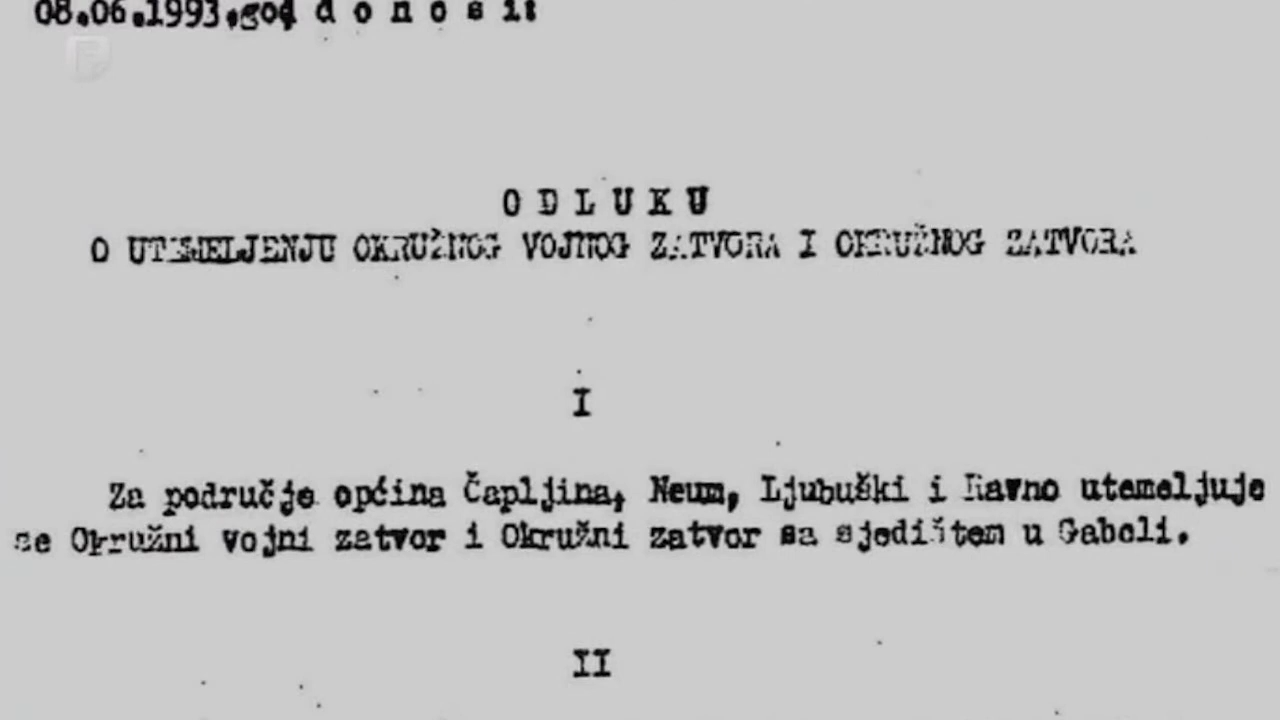 08.06.1993.god d o n o s i:
O D L U K U
O UTEMELJENJU OKRUŽNOG VOJNOG ZATVORA I OKRUŽNOG ZATVORA
I
Za područje općina Čapljina, Neum, Ljubuški i Ravno utemeljuje
se Okružni vojni zatvor i Okružni zatvor sa sjedištem u Gabeli.
II